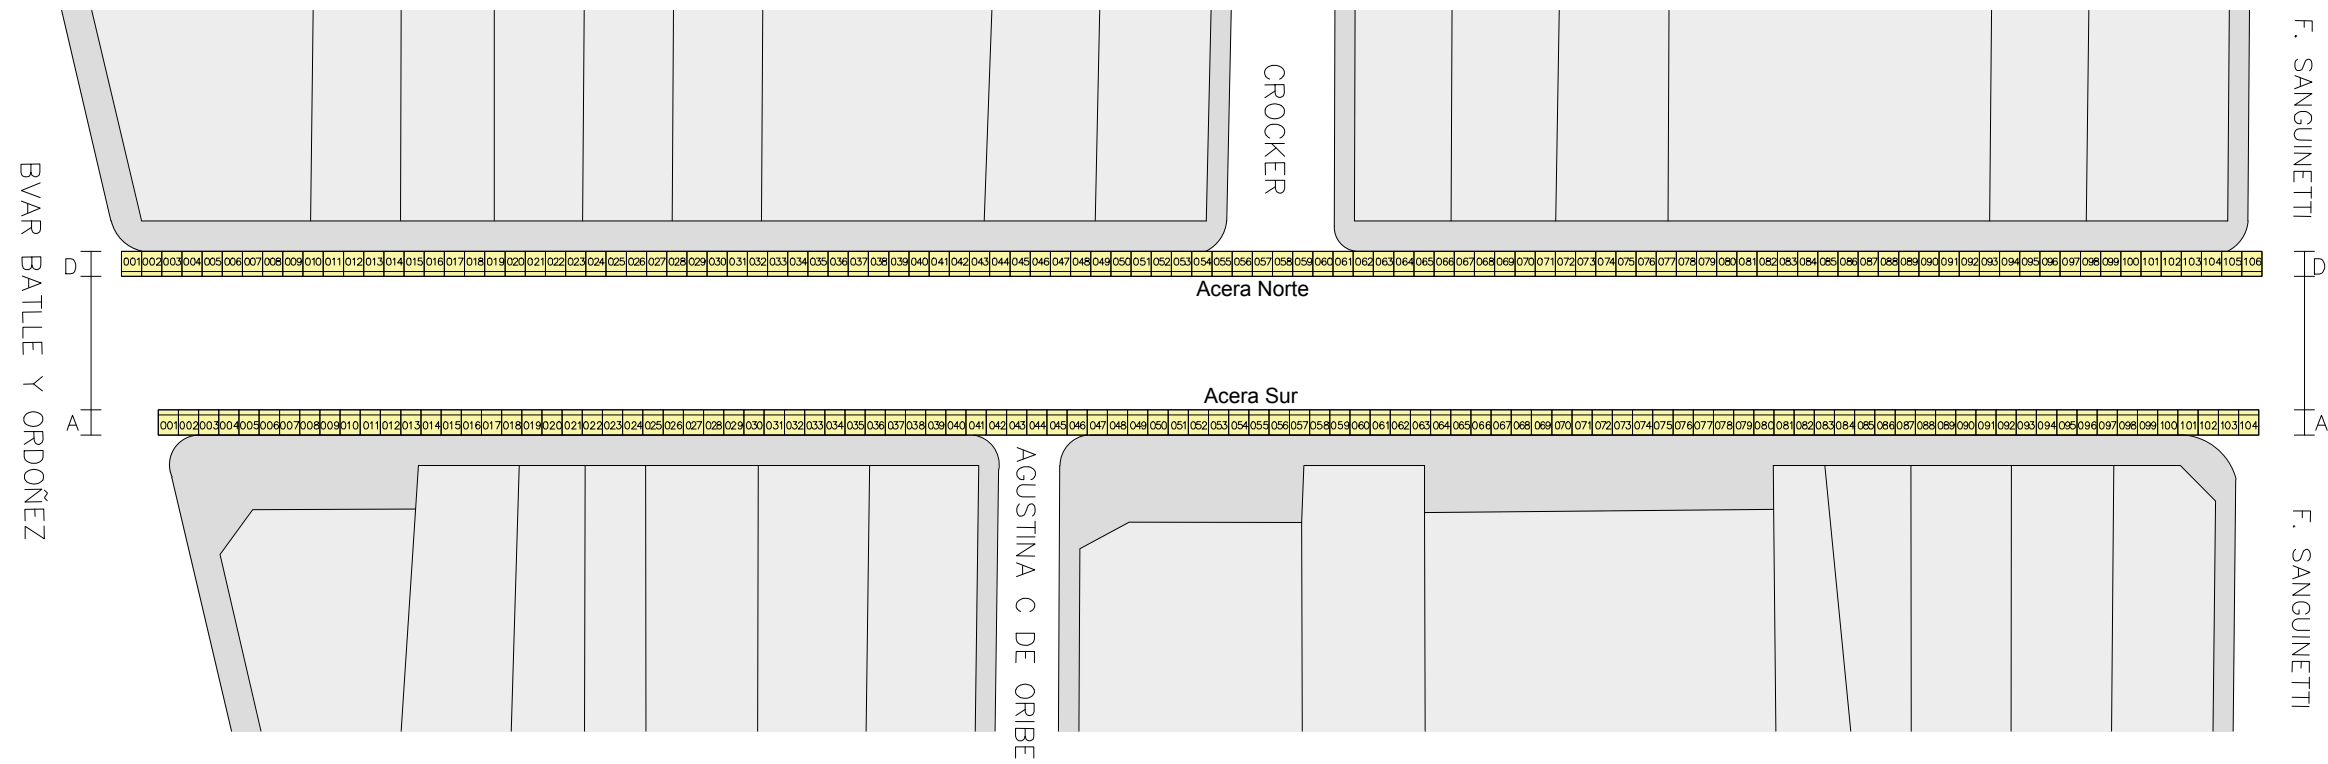 BVAR BATLLE Y ORDOÑEZ
CROCKER
F. SANGUINETTI
D
001 002 003 004 005 006 007 008 009 010 011 012 013 014 015 016 017 018 019 020 021 022 023 024 025 026 027 028 029 030 031 032 033 034 035 036 037 038 039 040 041 042 043 044 045 046 047 048 049 050 051 052 053 054 055 056 057 058 059 060 061 062 063 064 065 066 067 068 069 070 071 072 073 074 075 076 077 078 079 080 081 082 083 084 085 086 087 088 089 090 091 092 093 094 095 096 097 098 099 100 101 102 103 104 105 106
D
Acera Norte
Acera Sur
A
001 002 003 004 005 006 007 008 009 010 011 012 013 014 015 016 017 018 019 020 021 022 023 024 025 026 027 028 029 030 031 032 033 034 035 036 037 038 039 040 041 042 043 044 045 046 047 048 049 050 051 052 053 054 055 056 057 058 059 060 061 062 063 064 065 066 067 068 069 070 071 072 073 074 075 076 077 078 079 080 081 082 083 084 085 086 087 088 089 090 091 092 093 094 095 096 097 098 099 100 101 102 103 104
A
AGUSTINA C DE ORIBE
F. SANGUINETTI